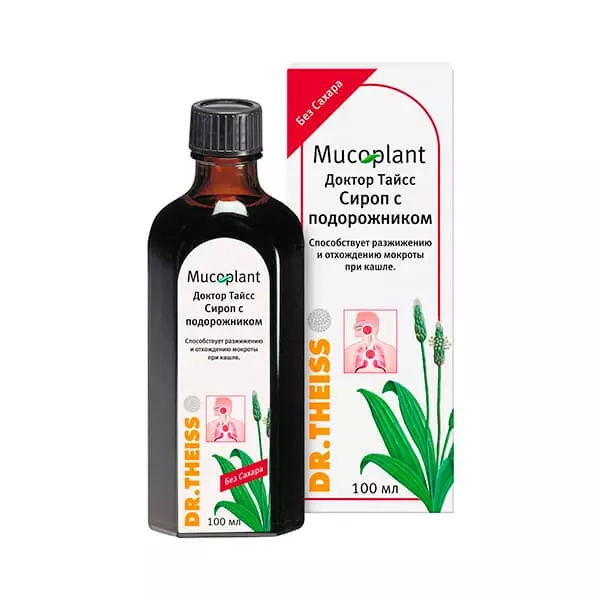 Mucoplant
Доктор Тайсс
Сироп с
подорожником
Способствует разжижению
и отхождению мокроты
при кашле.
DR.THEISS
Без Сахара
100 мл
Без Сахара
Mucoplant
Доктор Тайсс
Сироп с
подорожником
Способствует разжижению
и отхождению мокроты
при кашле.
DR.THEISS
100 мл